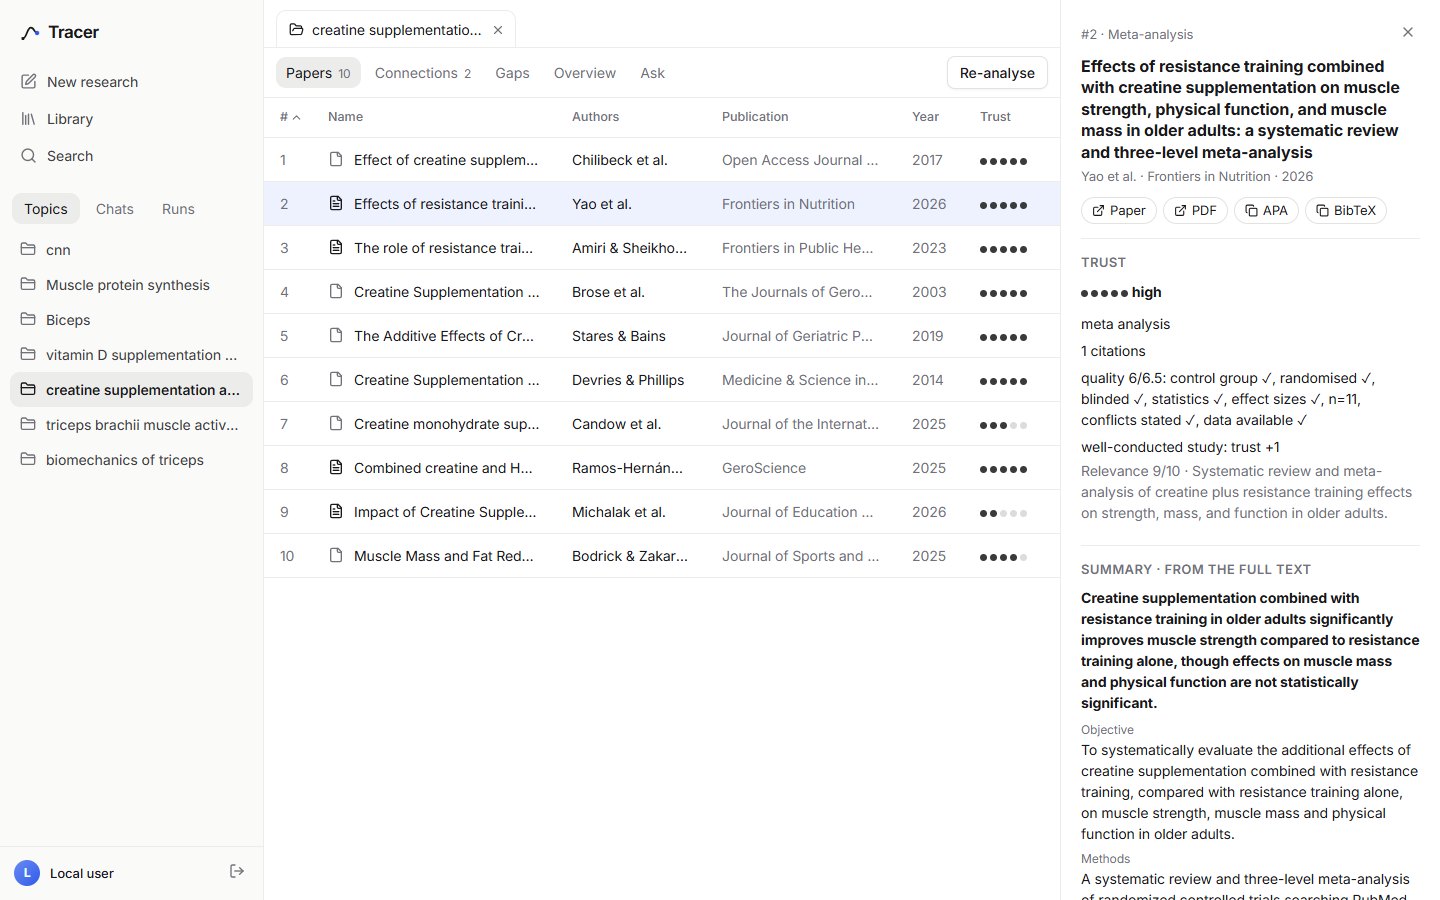 Tracer
New research
Library
Search
Topics Chats Runs
cnn
Muscle protein synthesis
Biceps
vitamin D supplementation ...
creatine supplementation a...
triceps brachii muscle activ...
biomechanics of triceps
L Local user
creatine supplementatio...
Papers 10 Connections 2 Gaps Overview Ask Re-analyse
# Name Authors Publication Year Trust
1 Effect of creatine supplem... Chilibeck et al. Open Access Journal ... 2017
2 Effects of resistance traini... Yao et al. Frontiers in Nutrition 2026
3 The role of resistance trai... Amiri & Sheikho... Frontiers in Public He... 2023
4 Creatine Supplementation ... Brose et al. The Journals of Gero... 2003
5 The Additive Effects of Cr... Stares & Bains Journal of Geriatric P... 2019
6 Creatine Supplementation ... Devries & Phillips Medicine & Science in... 2014
7 Creatine monohydrate sup... Candow et al. Journal of the Internat... 2025
8 Combined creatine and H... Ramos-Hernán... GeroScience 2025
9 Impact of Creatine Supple... Michalak et al. Journal of Education ... 2026
10 Muscle Mass and Fat Red... Bodrick & Zakar... Journal of Sports and ... 2025
#2 · Meta-analysis
Effects of resistance training combined
with creatine supplementation on muscle
strength, physical function, and muscle
mass in older adults: a systematic review
and three-level meta-analysis
Yao et al. · Frontiers in Nutrition · 2026
Paper PDF APA BibTeX
TRUST
high
meta analysis
1 citations
quality 6/6.5: control group ✓, randomised ✓,
blinded ✓, statistics ✓, effect sizes ✓, n=11,
conflicts stated ✓, data available ✓
well-conducted study: trust +1
Relevance 9/10 · Systematic review and meta-
analysis of creatine plus resistance training effects
on strength, mass, and function in older adults.
SUMMARY · FROM THE FULL TEXT
Creatine supplementation combined with
resistance training in older adults significantly
improves muscle strength compared to resistance
training alone, though effects on muscle mass
and physical function are not statistically
significant.
Objective
To systematically evaluate the additional effects of
creatine supplementation combined with resistance
training, compared with resistance training alone,
on muscle strength, muscle mass and physical
function in older adults.
Methods
A systematic review and three-level meta-analysis
of randomized controlled trials searching PubMed,